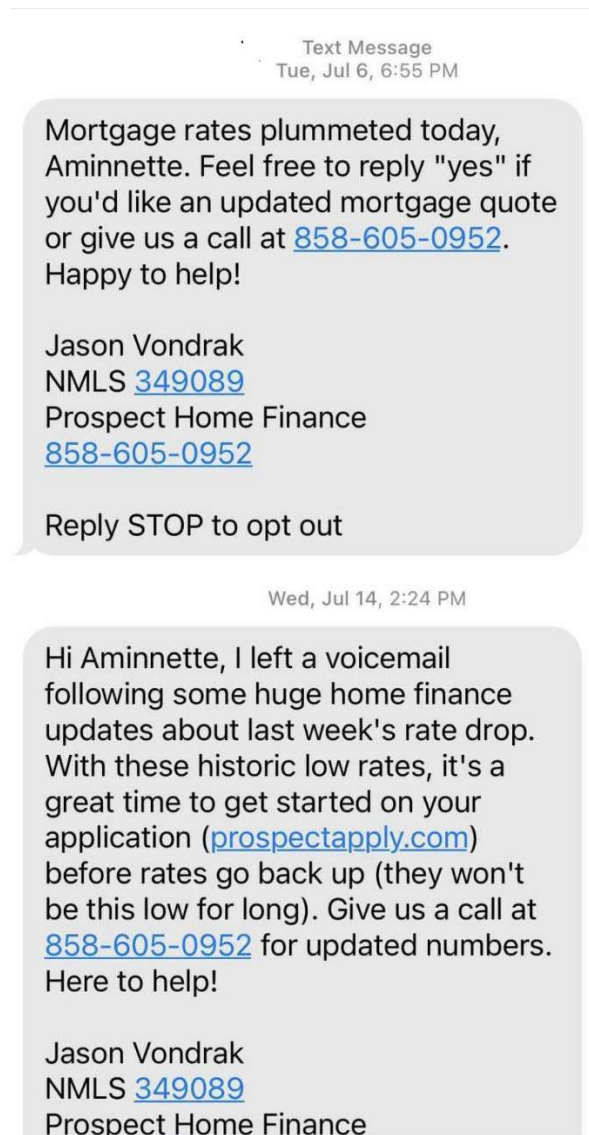 Text Message
Tue, Jul 6, 6:55 PM
Mortgage rates plummeted today,
Aminnette. Feel free to reply "yes" if
you'd like an updated mortgage quote
or give us a call at 858-605-0952.
Happy to help!
Jason Vondrak
NMLS 349089
Prospect Home Finance
858-605-0952
Reply STOP to opt out
Wed, Jul 14, 2:24 PM
Hi Aminnette, I left a voicemail
following some huge home finance
updates about last week's rate drop.
With these historic low rates, it's a
great time to get started on your
application (prospectapply.com)
before rates go back up (they won't
be this low for long). Give us a call at
858-605-0952 for updated numbers.
Here to help!
Jason Vondrak
NMLS 349089
Prospect Home Finance